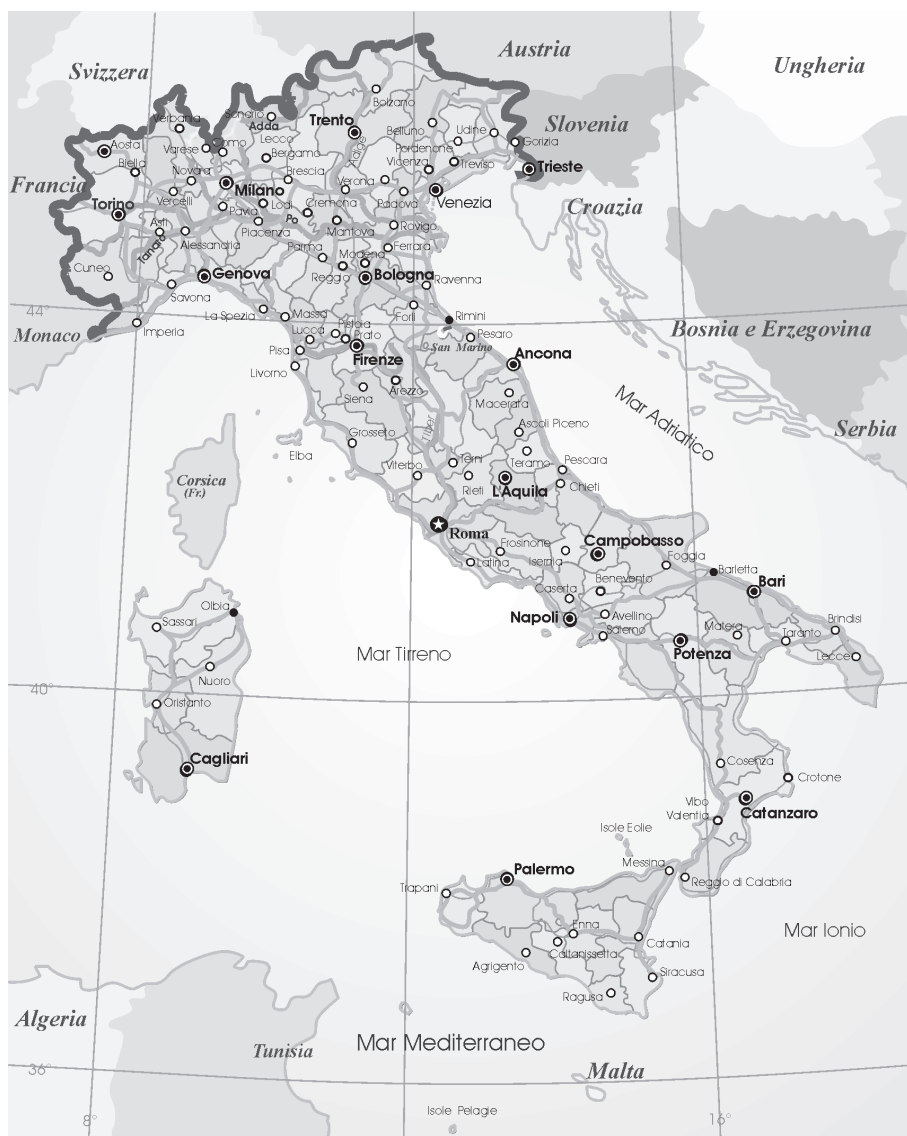 Austria
Ungheria
Svizzera
Bolzano
Sondrio
Verbania
Adda
Trento
Slovenia
Belluno
Udine
Lecco
Aosta
Varese
Como
Adige
Pordenone
Gorizia
Bergamo
Vicenza
Treviso
Trieste
Biella
Novara
Brescia
Verona
Francia
Milano
Vercelli
Lodi
Cremona
Padova
Venezia
Croazia
Torino
Pavia
Po
Asti
Piacenza
Mantova
Rovigo
Tanaro
Alessandria
Parma
Modena
Ferrara
Cuneo
Genova
Reggio
Bologna
Ravenna
Savona
44°
La Spezia
Massa
Forlì
Rimini
Monaco
Imperia
Pistoia
Lucca
Prato
Pesaro
Bosnia e Erzegovina
San Marino
Pisa
Firenze
Ancona
Livorno
Arezzo
Siena
Macerata
Mar Adriatico
Ascoli Piceno
Serbia
Grosseto
Tiber
Elba
Viterbo
Terni
Teramo
Pescara
Corsica
(Fr.)
Rieti
L'Aquila
Chieti
Roma
Frosinone
Campobasso
Latina
Isernia
Foggia
Barletta
Benevento
Bari
Caserta
Olbia
Napoli
Avellino
Sassari
Salerno
Matera
Taranto
Brindisi
Mar Tirreno
Potenza
Lecce
Nuoro
40°
Oristanto
Cagliari
Cosenza
Crotone
Vibo
Valentia
Catanzaro
Isole Eolie
Palermo
Messina
Trapani
Reggio di Calabria
Enna
Mar Ionio
Catania
Caltanissetta
Agrigento
Siracusa
Ragusa
Algeria
Tunisia
Mar Mediterraneo
36°
Malta
8°
Isole Pelagie
16°